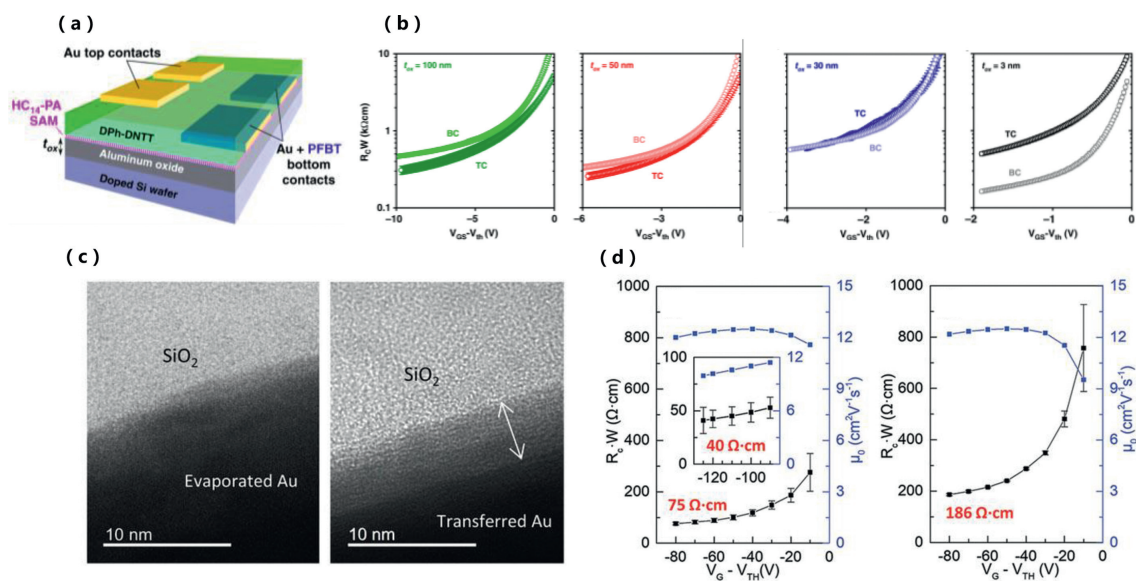 (a)
Au top contacts
HC14-PA
SAM
DPh-DNTT
tox
Aluminum oxide
Doped Si wafer
Au + PFBT
bottom
contacts
(b)
RCW (kΩcm)
10
1
0.1
tox = 100 nm
BC
TC
−10
−5
0
VGS-Vth (V)
tox = 50 nm
BC
TC
−6
−3
0
VGS-Vth (V)
tox = 30 nm
TC
BC
−4
−2
0
VGS-Vth (V)
tox = 3 nm
TC
BC
−2
−1
0
VGS-Vth (V)
(c)
SiO2
Evaporated Au
10 nm
SiO2
Transferred Au
10 nm
(d)
Rc·W (Ω·cm)
1000
800
600
400
200
0
100
50
0
12
6
0
-120
-100
40 Ω·cm
75 Ω·cm
-80
-60
-40
-20
0
VG - VTH(V)
15
12
9
6
3
0
μ0 (cm2V-1s-1)
Rc·W (Ω·cm)
1000
800
600
400
200
0
186 Ω·cm
-80
-60
-40
-20
0
VG - VTH (V)
15
12
9
6
3
0
μ0 (cm2V-1s-1)